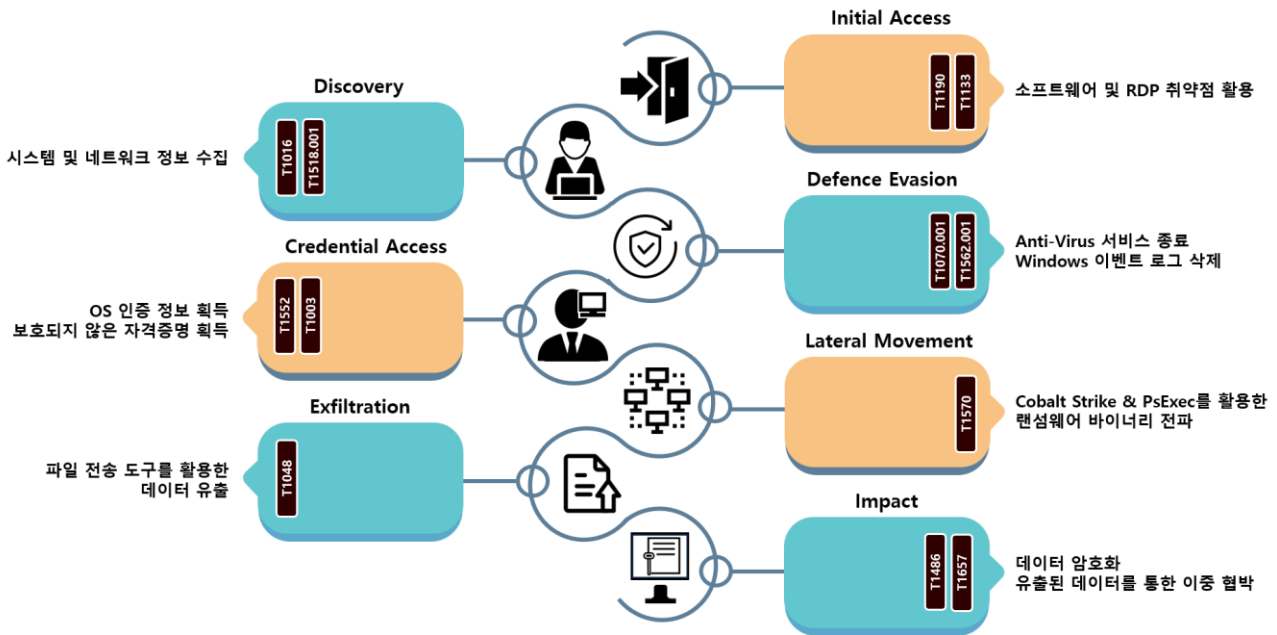 Initial Access
T1190
T1133
소프트웨어 및 RDP 취약점 활용
Discovery
T1016
T1518.001
시스템 및 네트워크 정보 수집
Defence Evasion
T1070.001
T1562.001
Anti-Virus 서비스 종료
Windows 이벤트 로그 삭제
Credential Access
T1552
T1003
OS 인증 정보 획득
보호되지 않은 자격증명 획득
Lateral Movement
T1570
Cobalt Strike & PsExec를 활용한
랜섬웨어 바이너리 전파
Exfiltration
T1048
파일 전송 도구를 활용한
데이터 유출
Impact
T1486
T1657
데이터 암호화
유출된 데이터를 통한 이중 협박